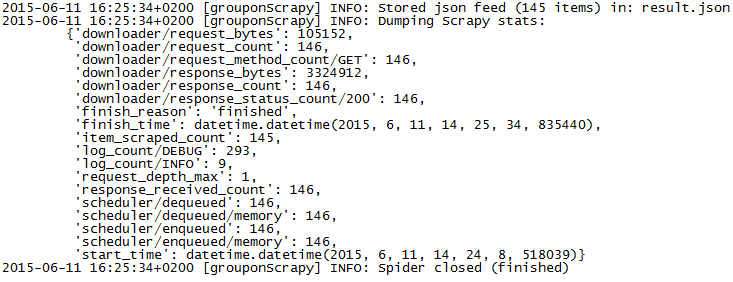 2015-06-11 16:25:34+0200 [grouponScrapy] INFO: Stored json feed (145 items) in: result.json
2015-06-11 16:25:34+0200 [grouponScrapy] INFO: Dumping Scrapy stats:
{'downloader/request_bytes': 105152,
'downloader/request_count': 146,
'downloader/request_method_count/GET': 146,
'downloader/response_bytes': 3324912,
'downloader/response_count': 146,
'downloader/response_status_count/200': 146,
'finish_reason': 'finished',
'finish_time': datetime.datetime(2015, 6, 11, 14, 25, 34, 835440),
'item_scraped_count': 145,
'log_count/DEBUG': 293,
'log_count/INFO': 9,
'request_depth_max': 1,
'response_received_count': 146,
'scheduler/dequeued': 146,
'scheduler/dequeued/memory': 146,
'scheduler/enqueued': 146,
'scheduler/enqueued/memory': 146,
'start_time': datetime.datetime(2015, 6, 11, 14, 24, 8, 518039)}
2015-06-11 16:25:34+0200 [grouponScrapy] INFO: Spider closed (finished)